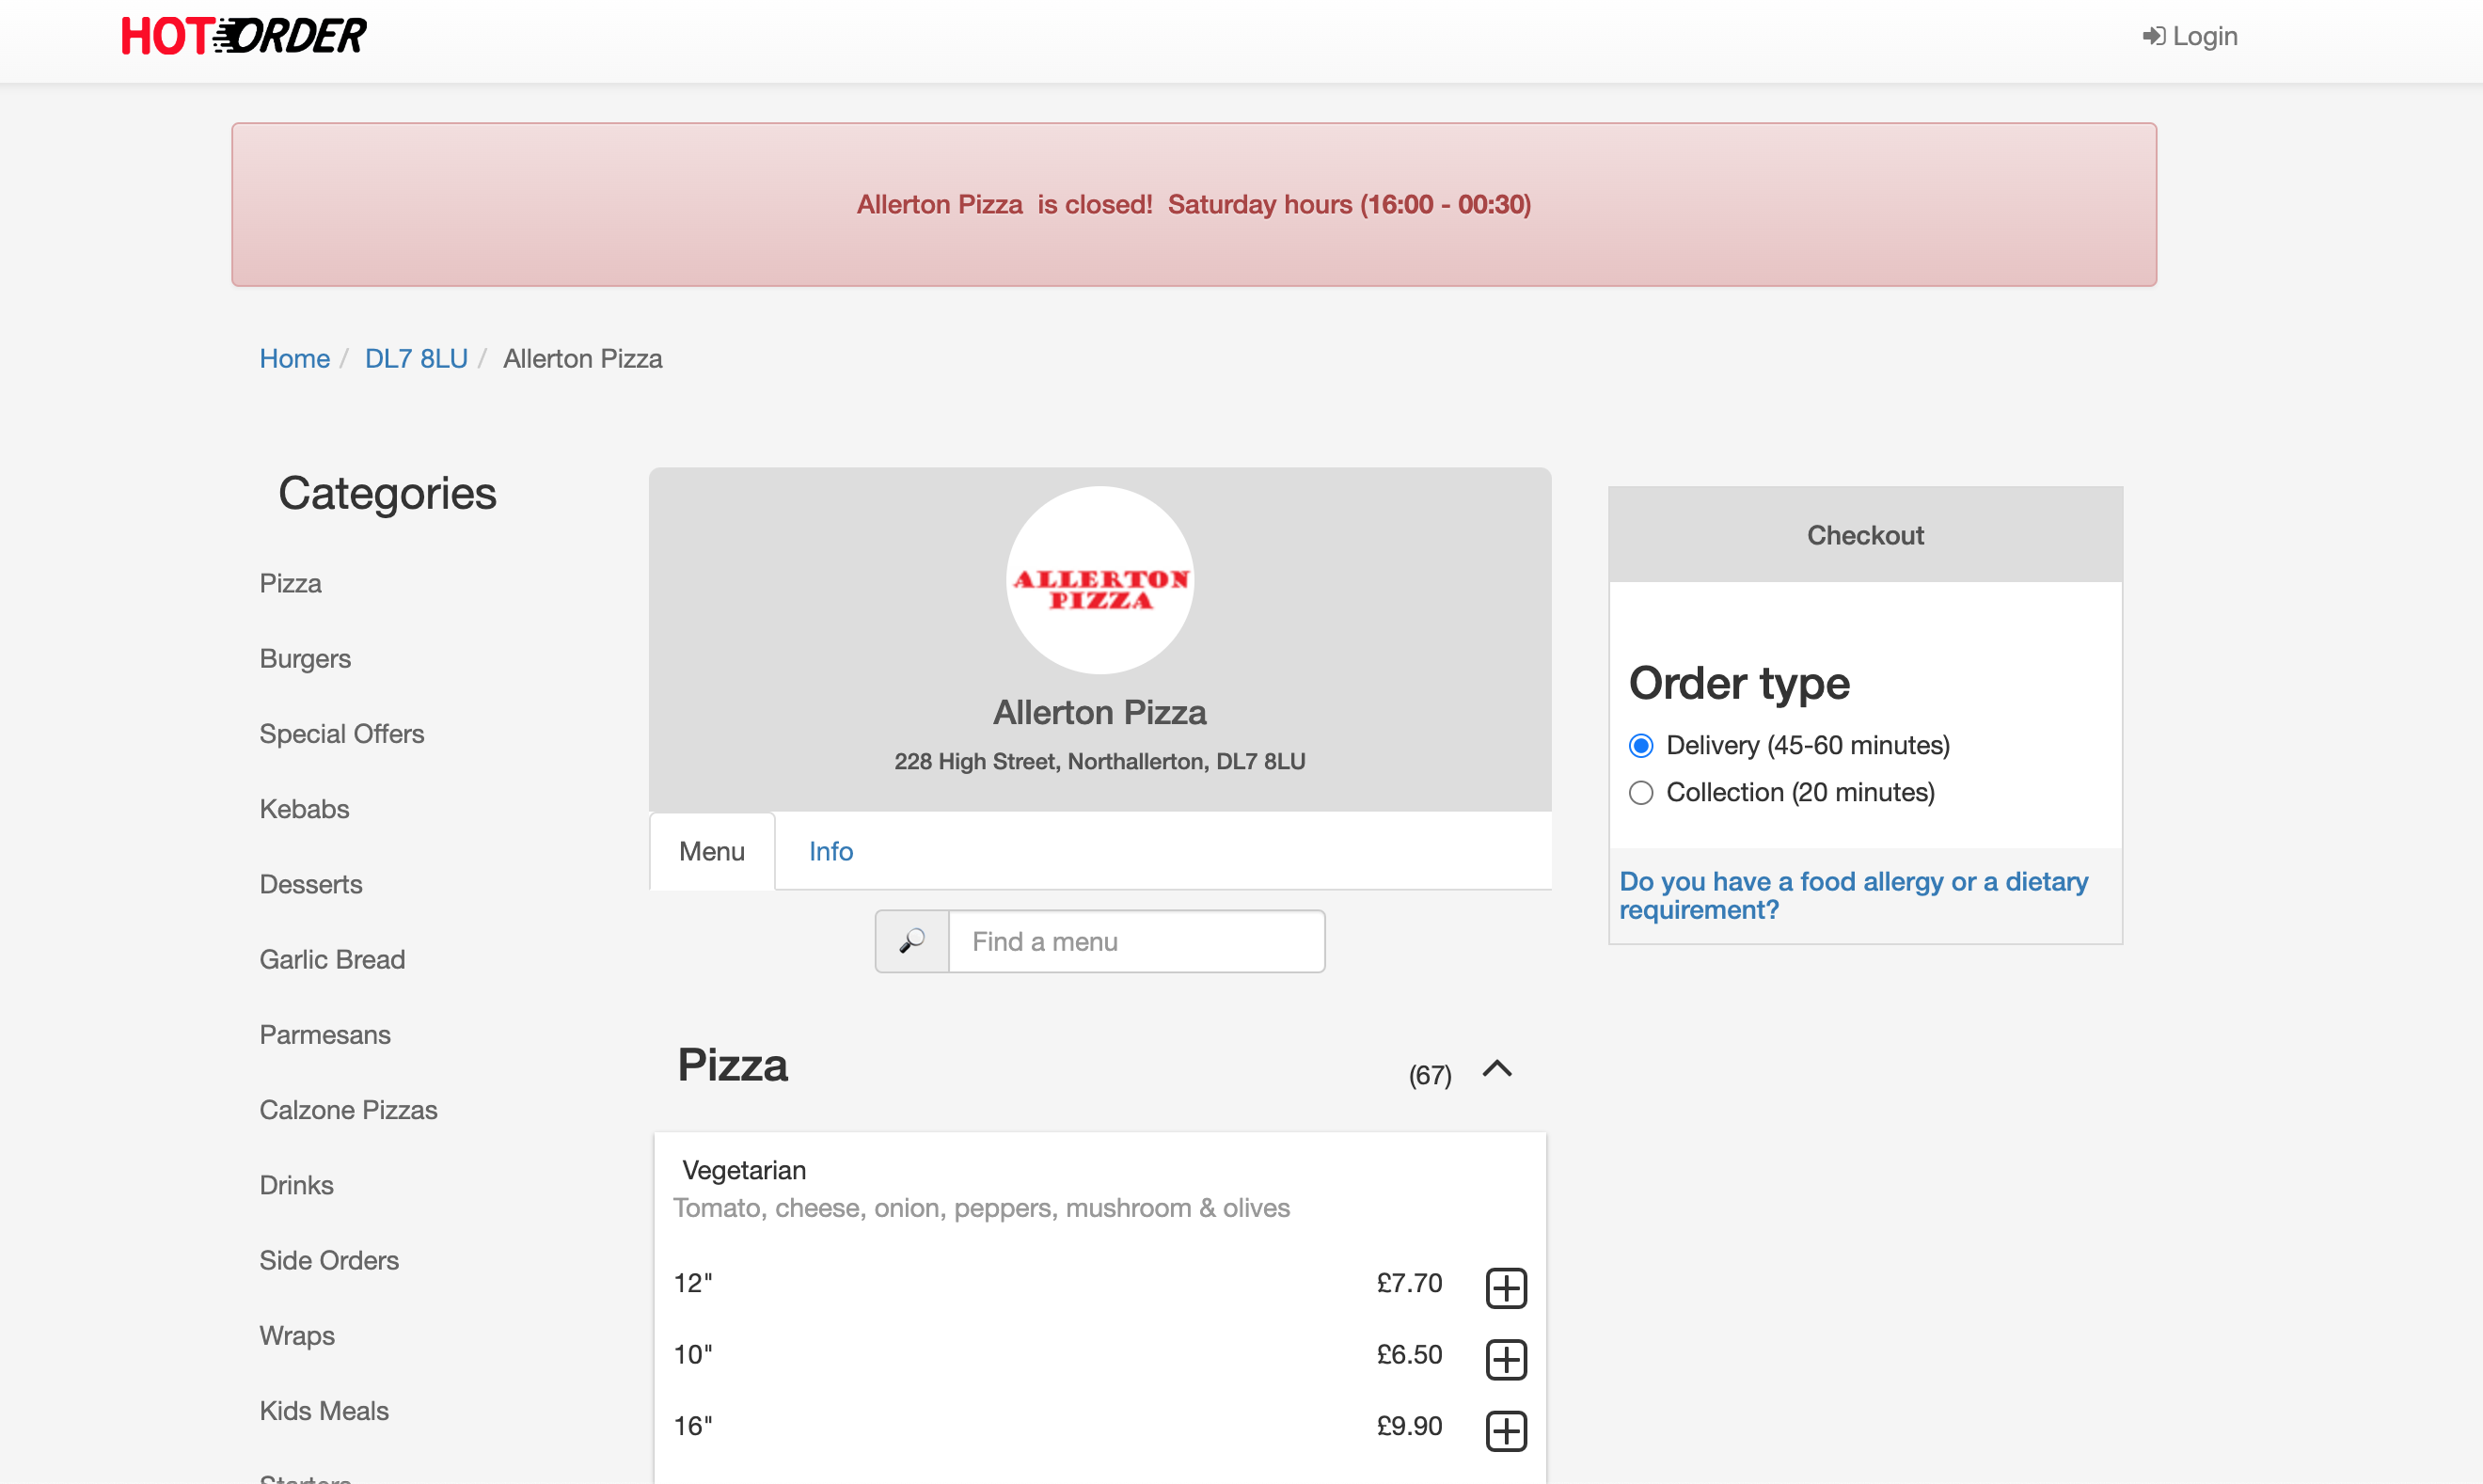 HOT ORDER
Login
Allerton Pizza is closed! Saturday hours (16:00 - 00:30)
Home / DL7 8LU / Allerton Pizza
Categories
Pizza
Burgers
Special Offers
Kebabs
Desserts
Garlic Bread
Parmesans
Calzone Pizzas
Drinks
Side Orders
Wraps
Kids Meals
ALLERTON
PIZZA
Allerton Pizza
228 High Street, Northallerton, DL7 8LU
Menu Info
Find a menu
Pizza (67)
Vegetarian
Tomato, cheese, onion, peppers, mushroom & olives
12" £7.70
10" £6.50
16" £9.90
Checkout
Order type
Delivery (45-60 minutes)
Collection (20 minutes)
Do you have a food allergy or a dietary
requirement?